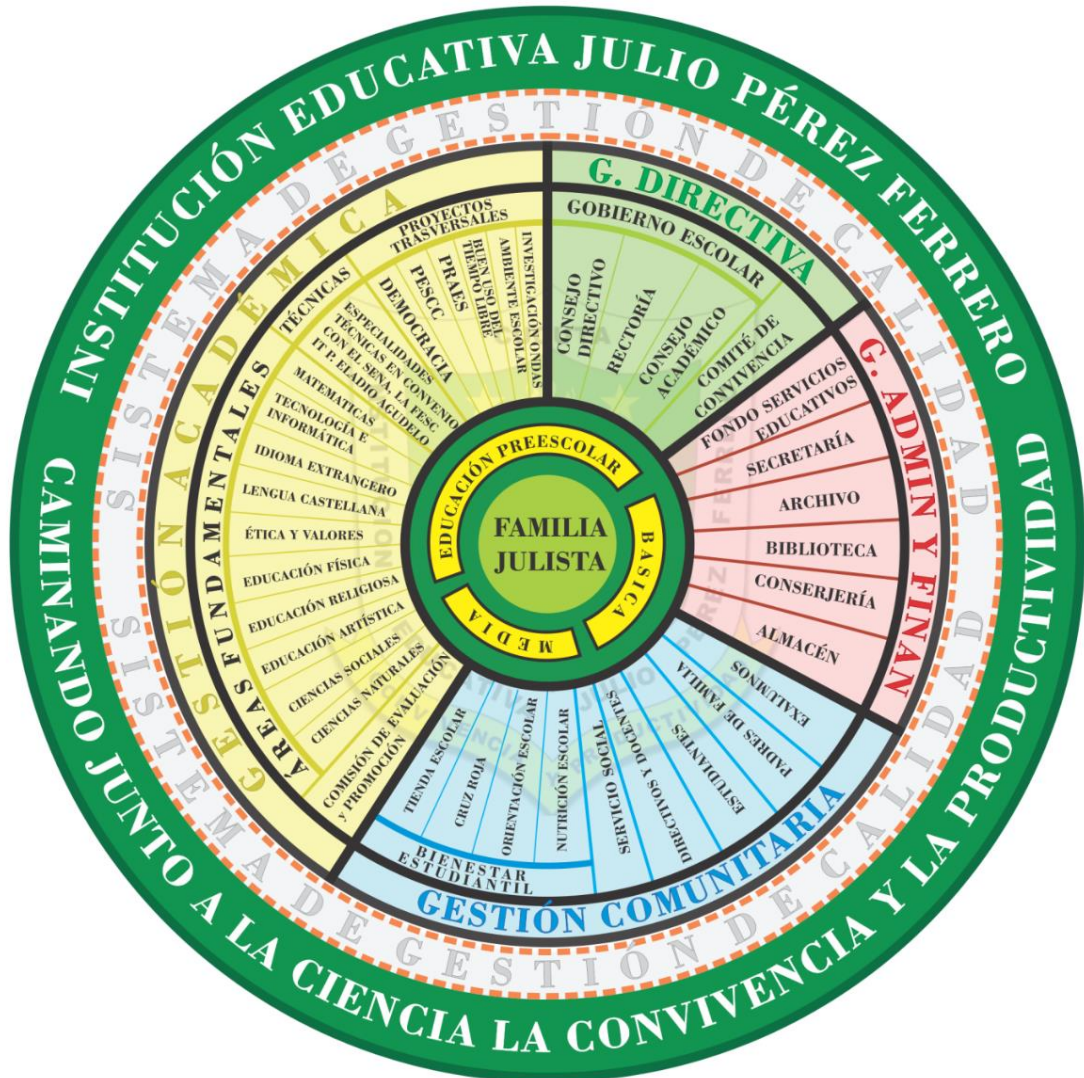 INSTITUCIÓN EDUCATIVA JULIO PÉREZ FERRERO
CAMINANDO JUNTO A LA CIENCIA LA CONVIVENCIA Y LA PRODUCTIVIDAD
SISTEMA DE GESTIÓN DE CALIDAD
SISTEMA DE GESTIÓN DE CALIDAD
G. DIRECTIVA
GOBIERNO ESCOLAR
CONSEJO
DIRECTIVO
RECTORÍA
CONSEJO
ACADÉMICO
COMITÉ DE
CONVIVENCIA
G. ADMIN Y FINAN
FONDO SERVICIOS
EDUCATIVOS
SECRETARÍA
ARCHIVO
BIBLIOTECA
CONSERJERÍA
ALMACÉN
GESTIÓN COMUNITARIA
EXALUMNOS
PADRES DE FAMILIA
ESTUDIANTES
DIRECTIVOS Y DOCENTES
SERVICIO SOCIAL
BIENESTAR
ESTUDIANTIL
NUTRICIÓN ESCOLAR
ORIENTACIÓN ESCOLAR
CRUZ ROJA
TIENDA ESCOLAR
GESTIÓN ACADÉMICA
COMISIÓN DE EVALUACIÓN
y PROMOCIÓN
ÁREAS FUNDAMENTALES
CIENCIAS NATURALES
CIENCIAS SOCIALES
EDUCACIÓN ARTÍSTICA
EDUCACIÓN RELIGIOSA
EDUCACIÓN FÍSICA
ÉTICA Y VALORES
LENGUA CASTELLANA
IDIOMA EXTRANGERO
TECNOLOGÍA E
INFORMÁTICA
MATEMATICAS
TÉCNICAS
ESPECIALIDADES
TÉCNICAS EN CONVENIO
CON EL SENA, LA FESC
IT P. ELADIO AGUDELO
PROYECTOS
TRASVERSALES
DEMOCRACIA
PESCC
PRAES
BUEN USO DEL
TIEMPO LIBRE
AMBIENTE ESCOLAR
INVESTIGACIÓN ONDAS
EDUCACIÓN PREESCOLAR
BASICA
MEDIA
FAMILIA
JULISTA